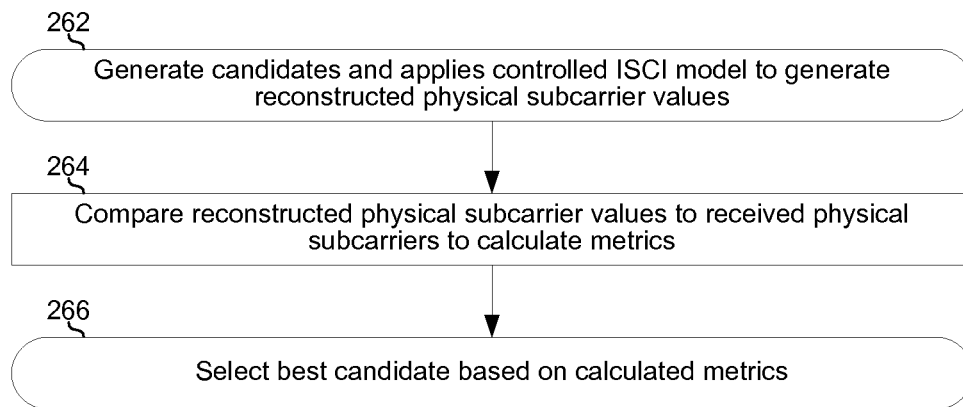 262
Generate candidates and applies controlled ISCI model to generate
reconstructed physical subcarrier values
264
Compare reconstructed physical subcarrier values to received physical
subcarriers to calculate metrics
266
Select best candidate based on calculated metrics